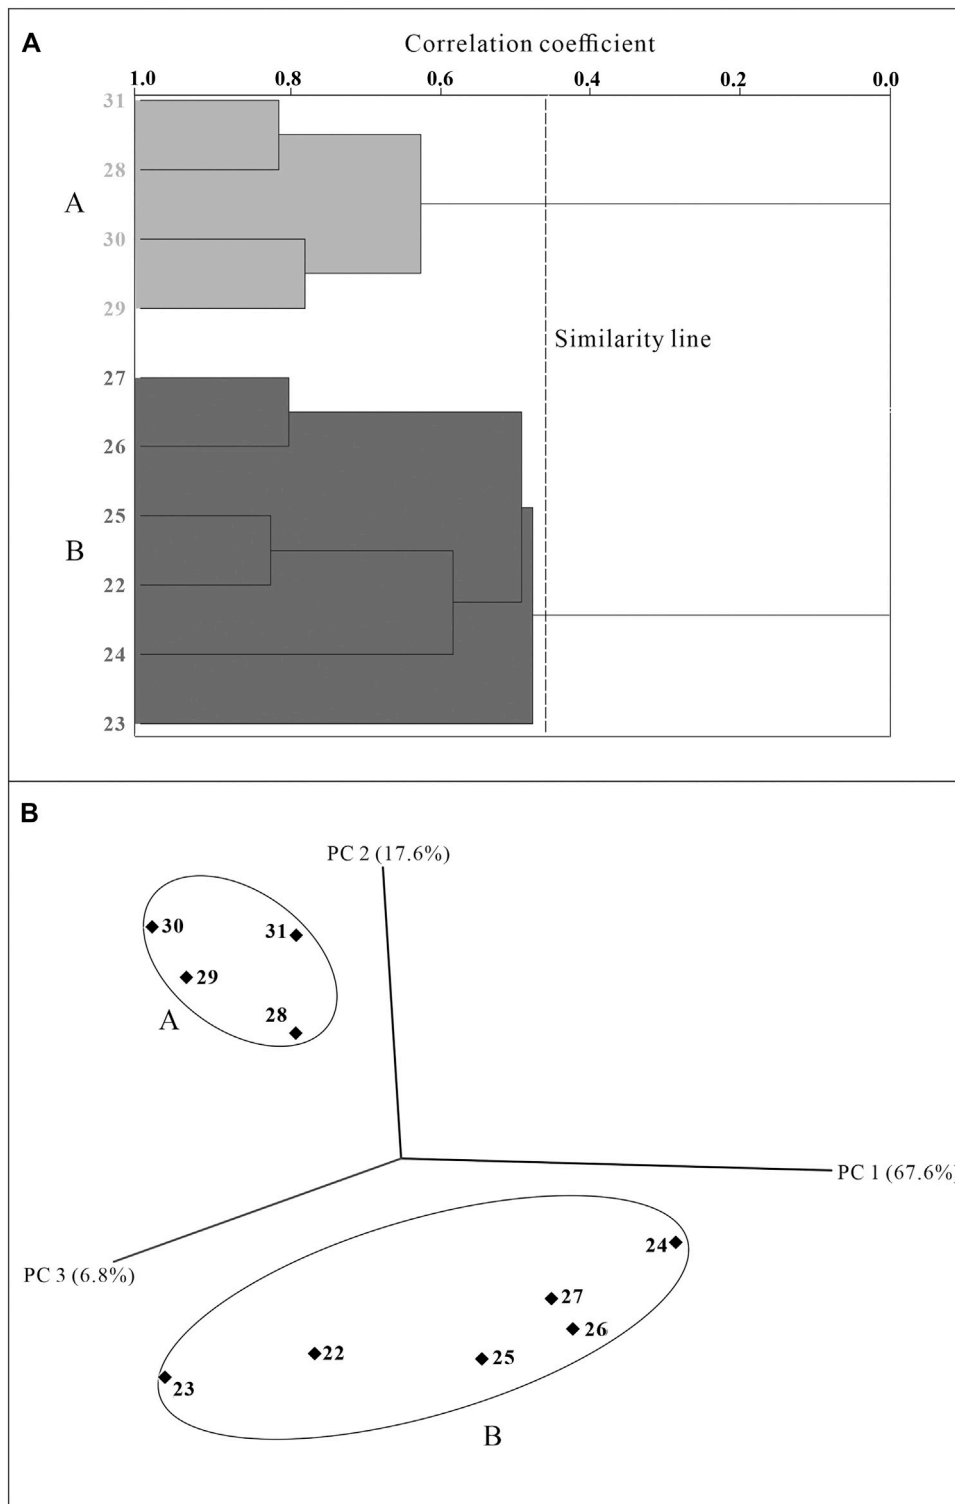 A
Correlation coefficient
1.0 0.8 0.6 0.4 0.2 0.0
31
28
A
30
29
Similarity line
27
26
25
B
22
24
23
B
PC 2 (17.6%)
30
31
29
28
A
PC 1 (67.6%)
24
PC 3 (6.8%)
27
26
22
25
23
B